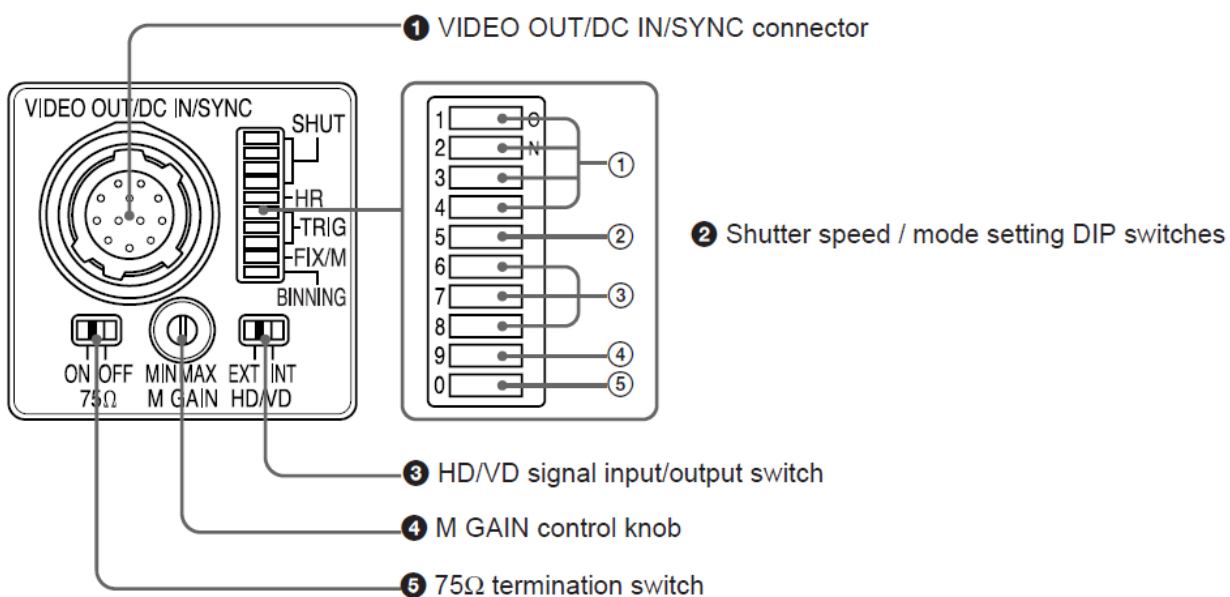 ❶ VIDEO OUT/DC IN/SYNC connector
VIDEO OUT/DC IN/SYNC
SHUT
HR
TRIG
FIX/M
BINNING
ON OFF
75Ω
MIN MAX
M GAIN
EXT INT
HD/VD
1 O
2 N
3
4
①
5 ②
6
7 ③
8
9 ④
0 ⑤
❷ Shutter speed / mode setting DIP switches
❸ HD/VD signal input/output switch
❹ M GAIN control knob
❺ 75Ω termination switch